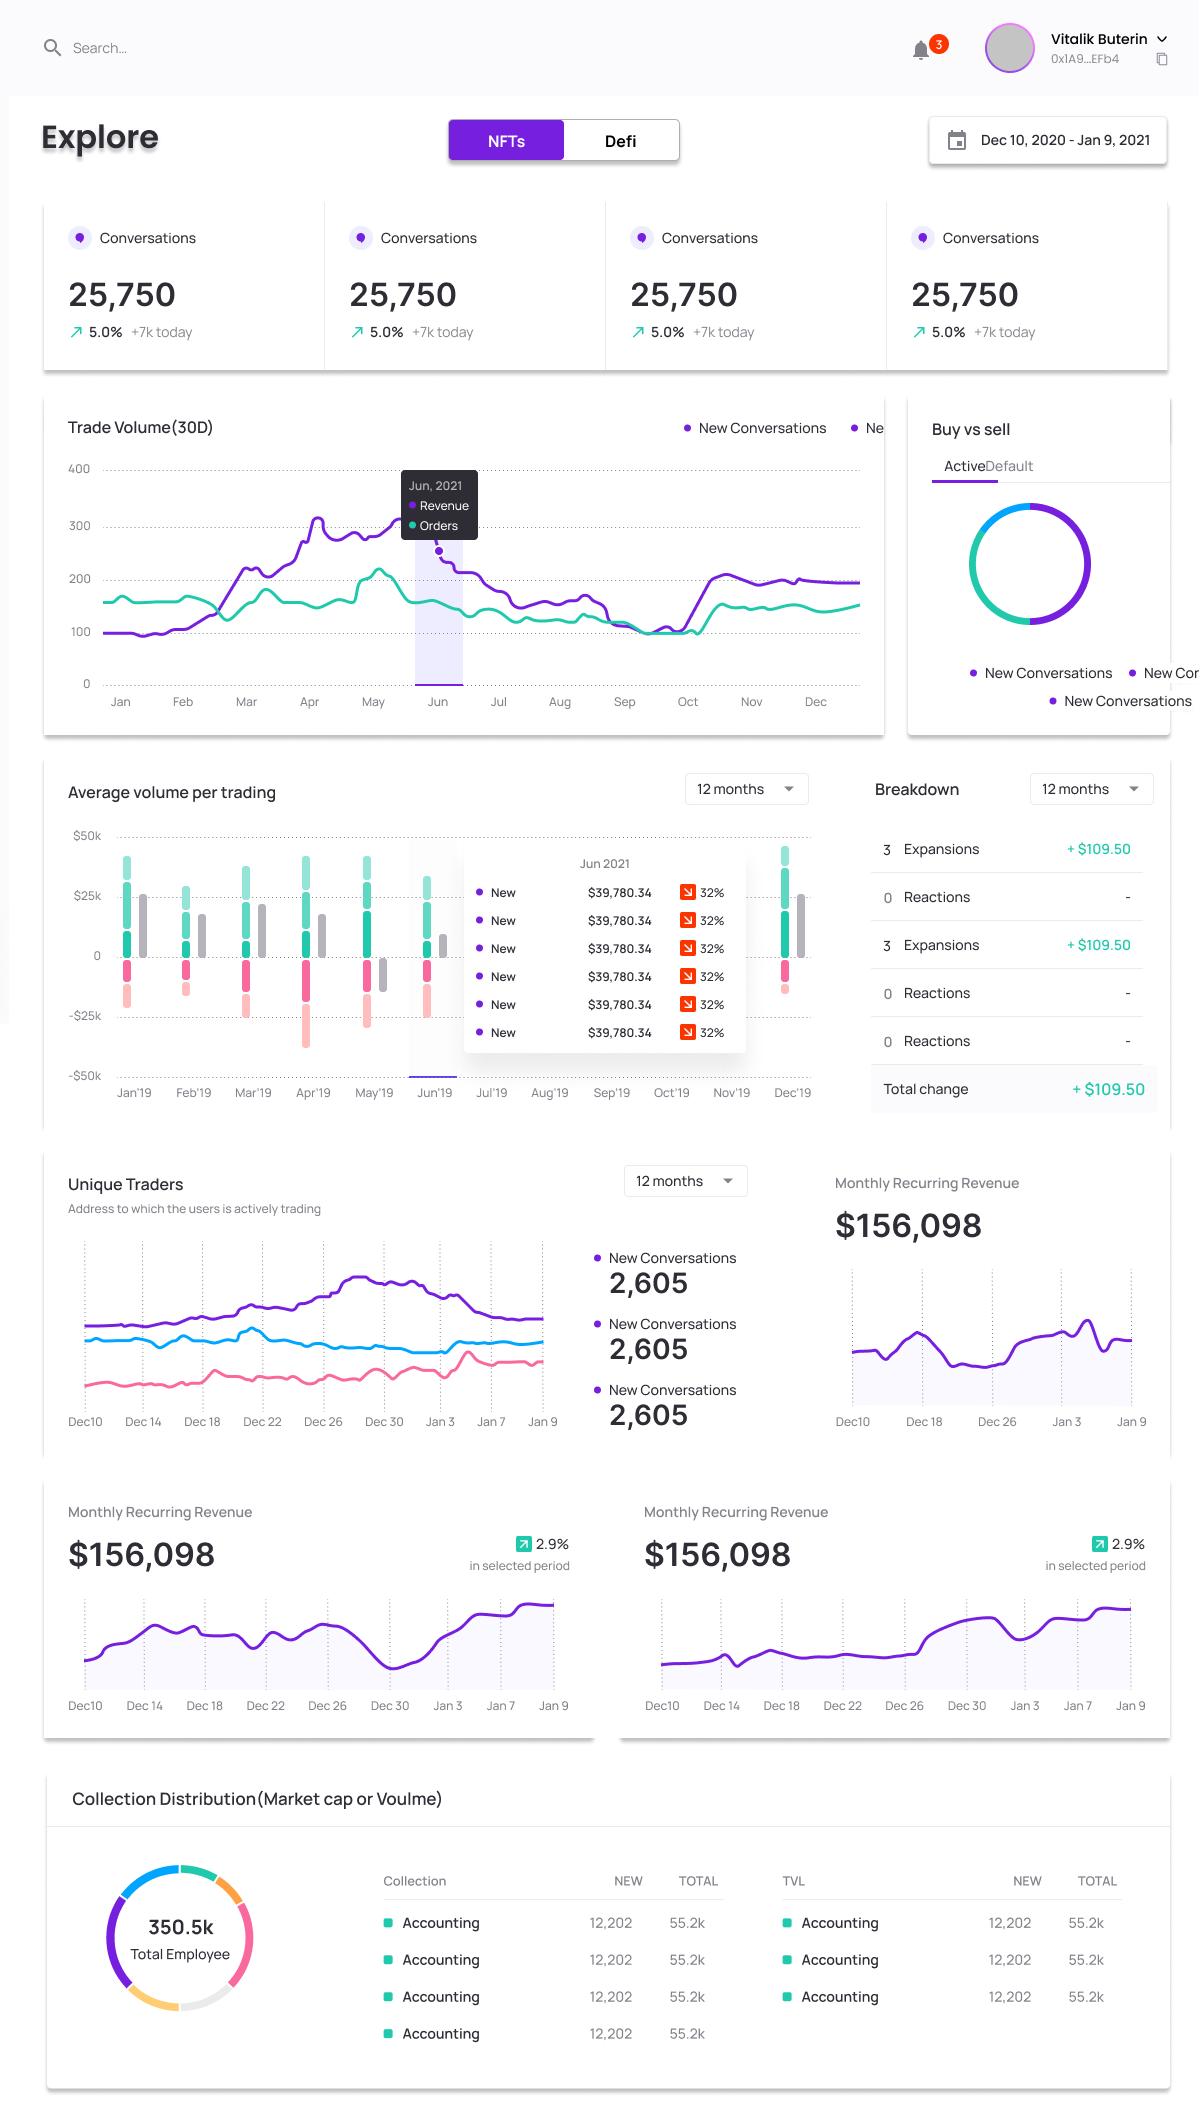 Search...
3
Vitalik Buterin
0x1A9...EFb4
Explore
NFTs
Defi
Dec 10, 2020 - Jan 9, 2021
Conversations
25,750
5.0% +7k today
Conversations
25,750
5.0% +7k today
Conversations
25,750
5.0% +7k today
Conversations
25,750
5.0% +7k today
Trade Volume(30D)
New Conversations
Ne
400
300
200
100
0
Jun, 2021
Revenue
Orders
Jan Feb Mar Apr May Jun Jul Aug Sep Oct Nov Dec
Buy vs sell
Active Default
New Conversations
New Cor
New Conversations
Average volume per trading
12 months
$50k
$25k
0
-$25k
-$50k
Jun 2021
New $39,780.34 32%
New $39,780.34 32%
New $39,780.34 32%
New $39,780.34 32%
New $39,780.34 32%
New $39,780.34 32%
Jan'19 Feb'19 Mar'19 Apr'19 May'19 Jun'19 Jul'19 Aug'19 Sep'19 Oct'19 Nov'19 Dec'19
Breakdown
12 months
3 Expansions + $109.50
0 Reactions -
3 Expansions + $109.50
0 Reactions -
0 Reactions -
Total change + $109.50
Unique Traders
Address to which the users is actively trading
12 months
Dec10 Dec 14 Dec 18 Dec 22 Dec 26 Dec 30 Jan 3 Jan 7 Jan 9
New Conversations
2,605
New Conversations
2,605
New Conversations
2,605
Monthly Recurring Revenue
$156,098
Dec10 Dec 18 Dec 26 Jan 3 Jan 9
Monthly Recurring Revenue
$156,098
2.9%
in selected period
Dec10 Dec 14 Dec 18 Dec 22 Dec 26 Dec 30 Jan 3 Jan 7 Jan 9
Monthly Recurring Revenue
$156,098
2.9%
in selected period
Dec10 Dec 14 Dec 18 Dec 22 Dec 26 Dec 30 Jan 3 Jan 7 Jan 9
Collection Distribution(Market cap or Voulme)
350.5k
Total Employee
Collection NEW TOTAL
Accounting 12,202 55.2k
Accounting 12,202 55.2k
Accounting 12,202 55.2k
Accounting 12,202 55.2k
TVL NEW TOTAL
Accounting 12,202 55.2k
Accounting 12,202 55.2k
Accounting 12,202 55.2k